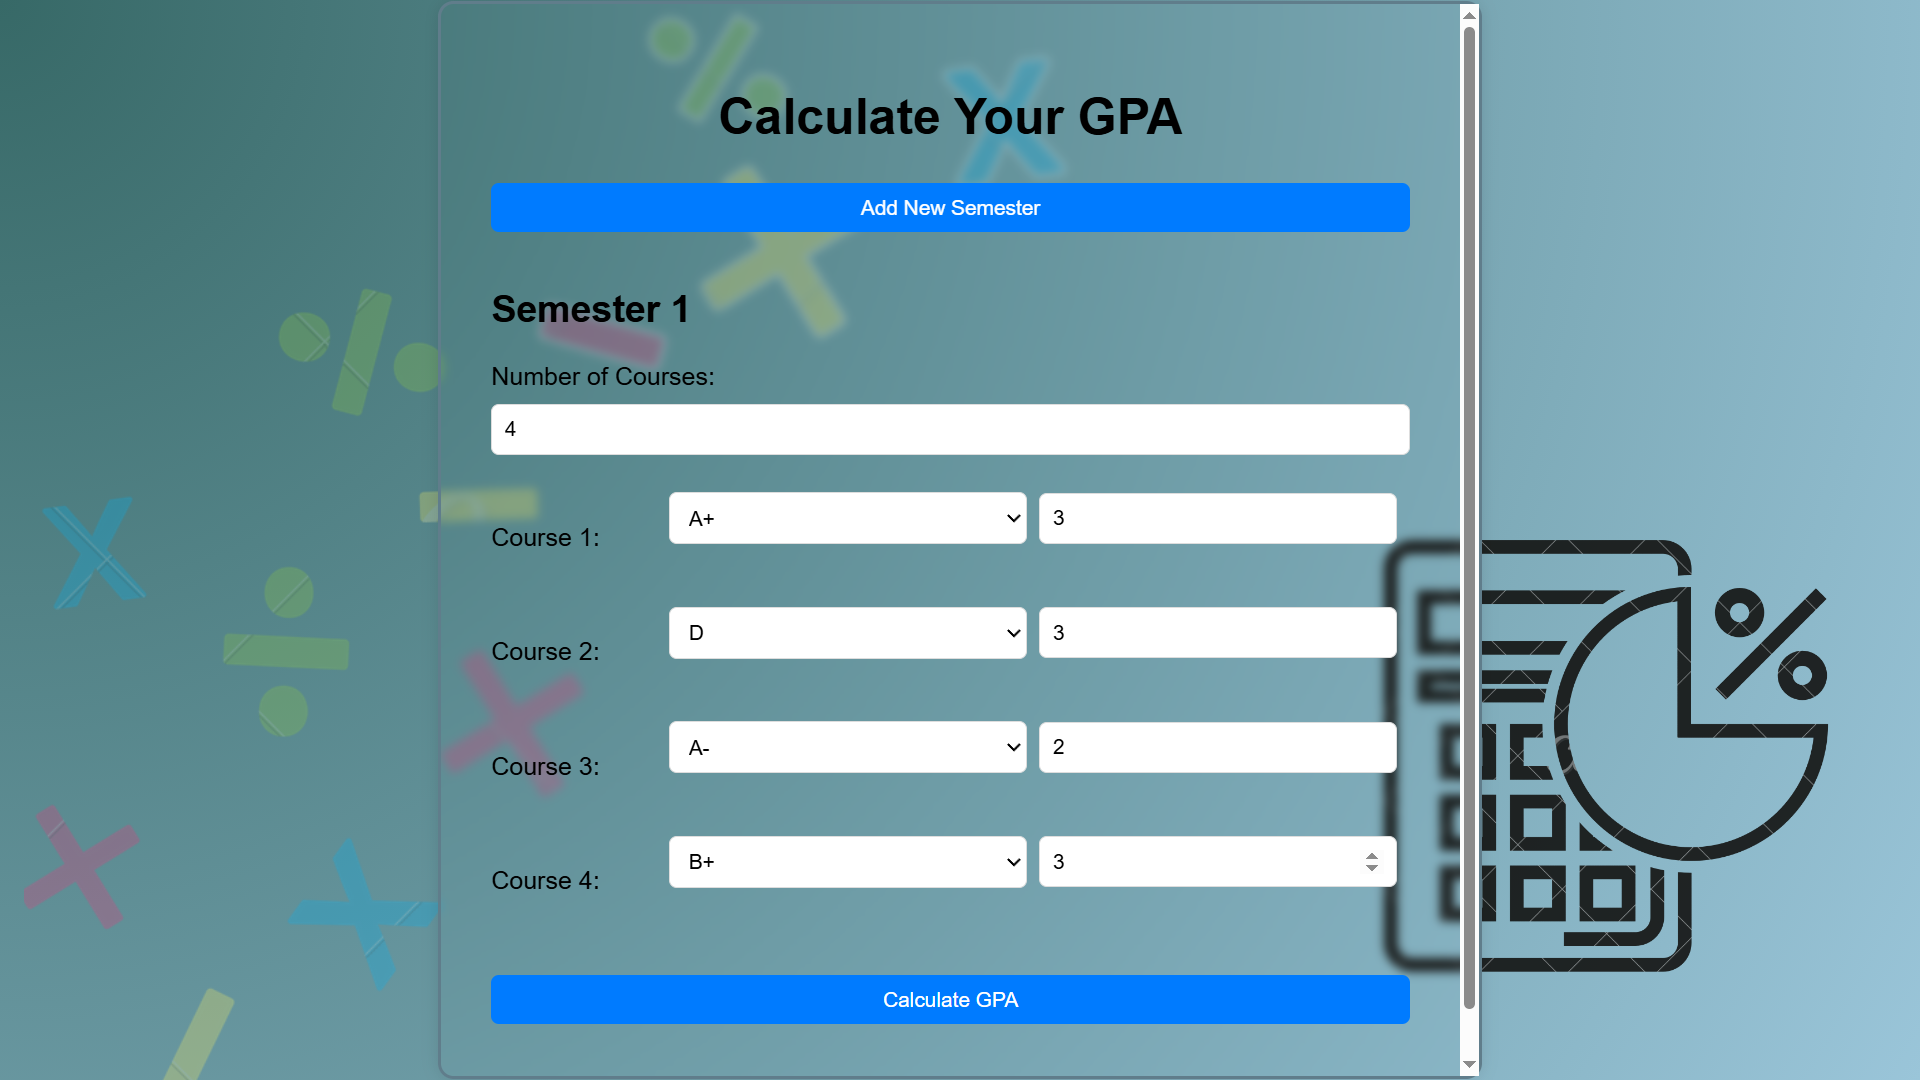 Calculate Your GPA
Add New Semester
Semester 1
Number of Courses:
4
Course 1: A+ 3
Course 2: D 3
Course 3: A- 2
Course 4: B+ 3
Calculate GPA